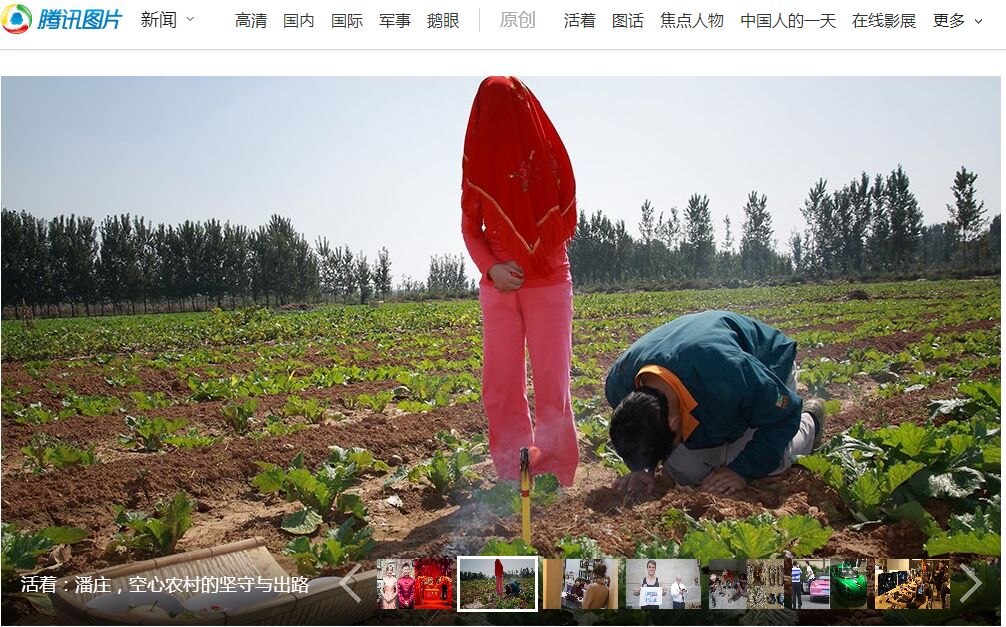 腾讯图片 新闻 高清 国内 国际 军事 鹅眼 原创 活着 图话 焦点人物 中国人的一天 在线影展 更多
活着：潘庄，空心农村的坚守与出路